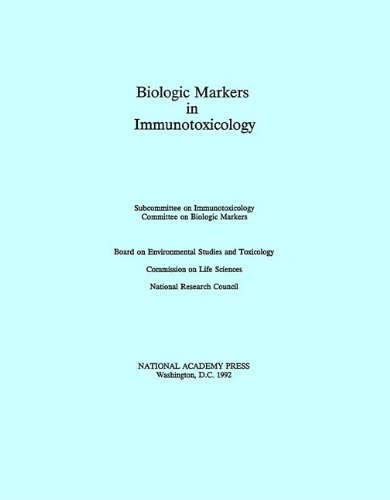 Biologic Markers
in
Immunotoxicology
Subcommittee on Immunotoxicology
Committee on Biologic Markers
Board on Environmental Studies and Toxicology
Commission on Life Sciences
National Research Council
NATIONAL ACADEMY PRESS
Washington, D.C. 1992